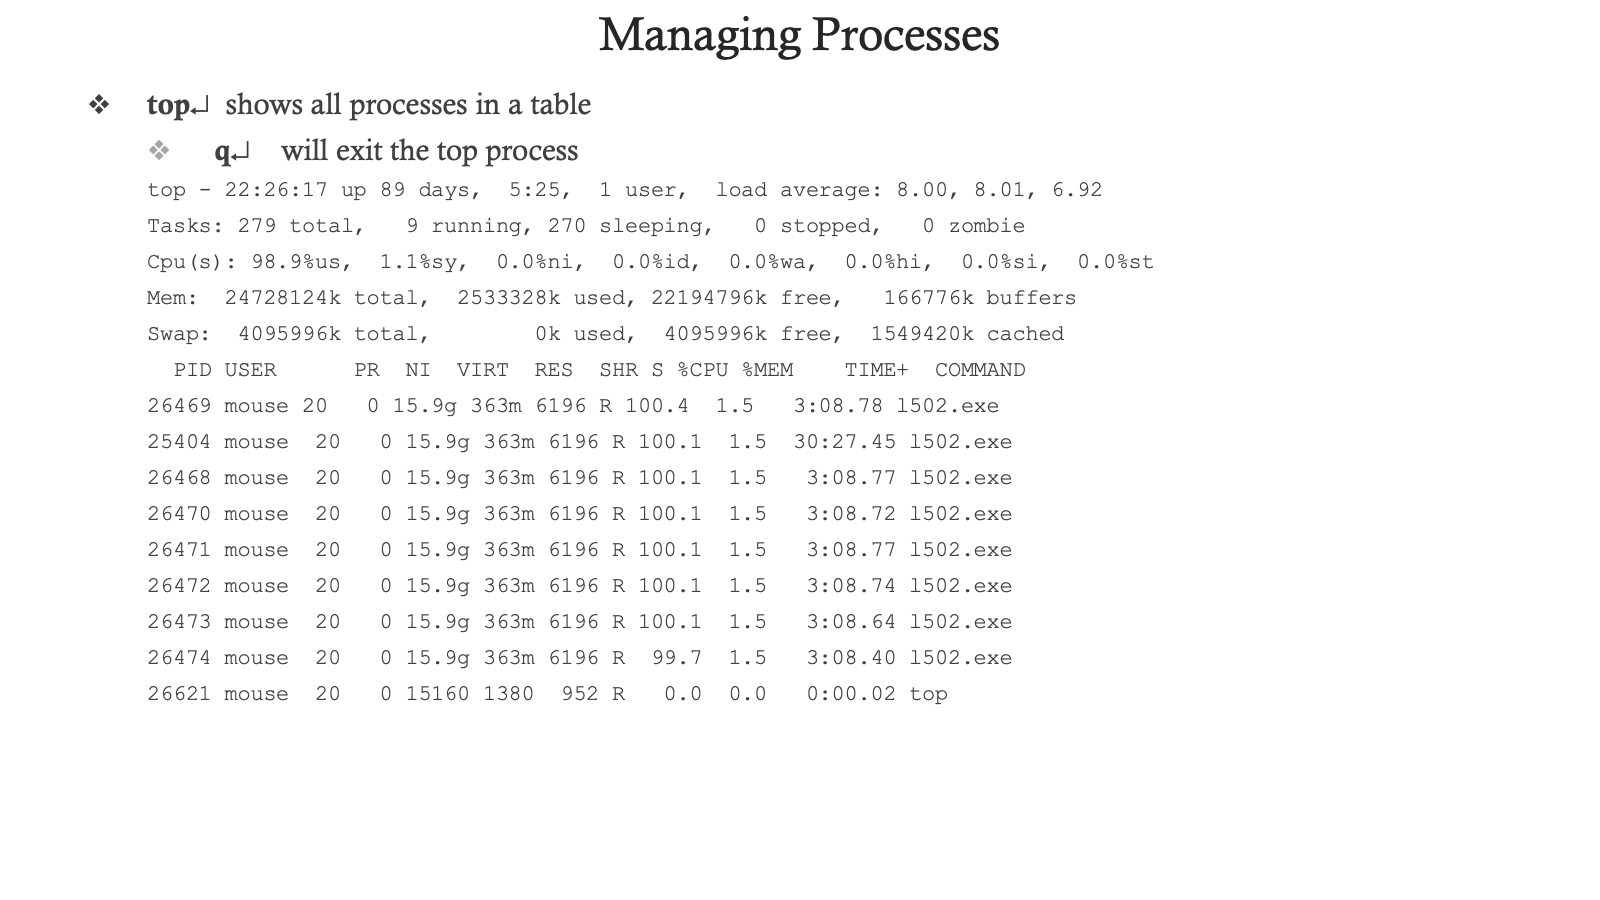 Managing Processes
❖ top↵ shows all processes in a table
❖ q↵ will exit the top process
top - 22:26:17 up 89 days,  5:25,  1 user,  load average: 8.00, 8.01, 6.92
Tasks: 279 total,   9 running, 270 sleeping,   0 stopped,   0 zombie
Cpu(s): 98.9%us,  1.1%sy,  0.0%ni,  0.0%id,  0.0%wa,  0.0%hi,  0.0%si,  0.0%st
Mem:  24728124k total,  2533328k used, 22194796k free,   166776k buffers
Swap:  4095996k total,        0k used,  4095996k free,  1549420k cached
  PID USER      PR  NI  VIRT  RES  SHR S %CPU %MEM    TIME+  COMMAND
26469 mouse 20   0 15.9g 363m 6196 R 100.4  1.5   3:08.78 l502.exe
25404 mouse  20   0 15.9g 363m 6196 R 100.1  1.5  30:27.45 l502.exe
26468 mouse  20   0 15.9g 363m 6196 R 100.1  1.5   3:08.77 l502.exe
26470 mouse  20   0 15.9g 363m 6196 R 100.1  1.5   3:08.72 l502.exe
26471 mouse  20   0 15.9g 363m 6196 R 100.1  1.5   3:08.77 l502.exe
26472 mouse  20   0 15.9g 363m 6196 R 100.1  1.5   3:08.74 l502.exe
26473 mouse  20   0 15.9g 363m 6196 R 100.1  1.5   3:08.64 l502.exe
26474 mouse  20   0 15.9g 363m 6196 R  99.7  1.5   3:08.40 l502.exe
26621 mouse  20   0 15160 1380  952 R   0.0  0.0   0:00.02 top